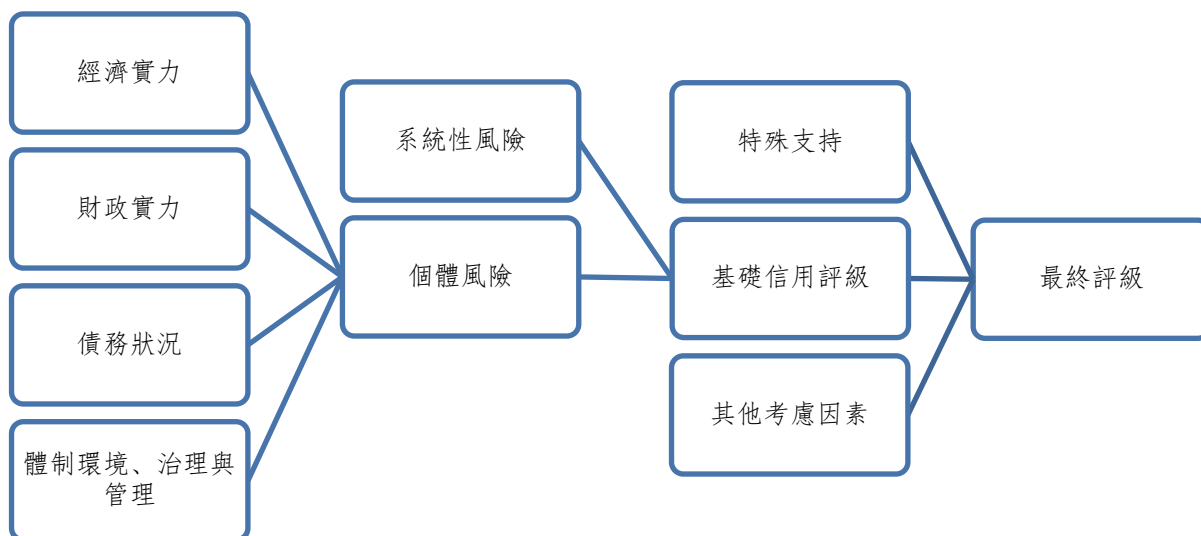 經濟實力
財政實力
債務狀況
體制環境、治理與
管理
系統性風險
個體風險
特殊支持
基礎信用評級
其他考慮因素
最終評級